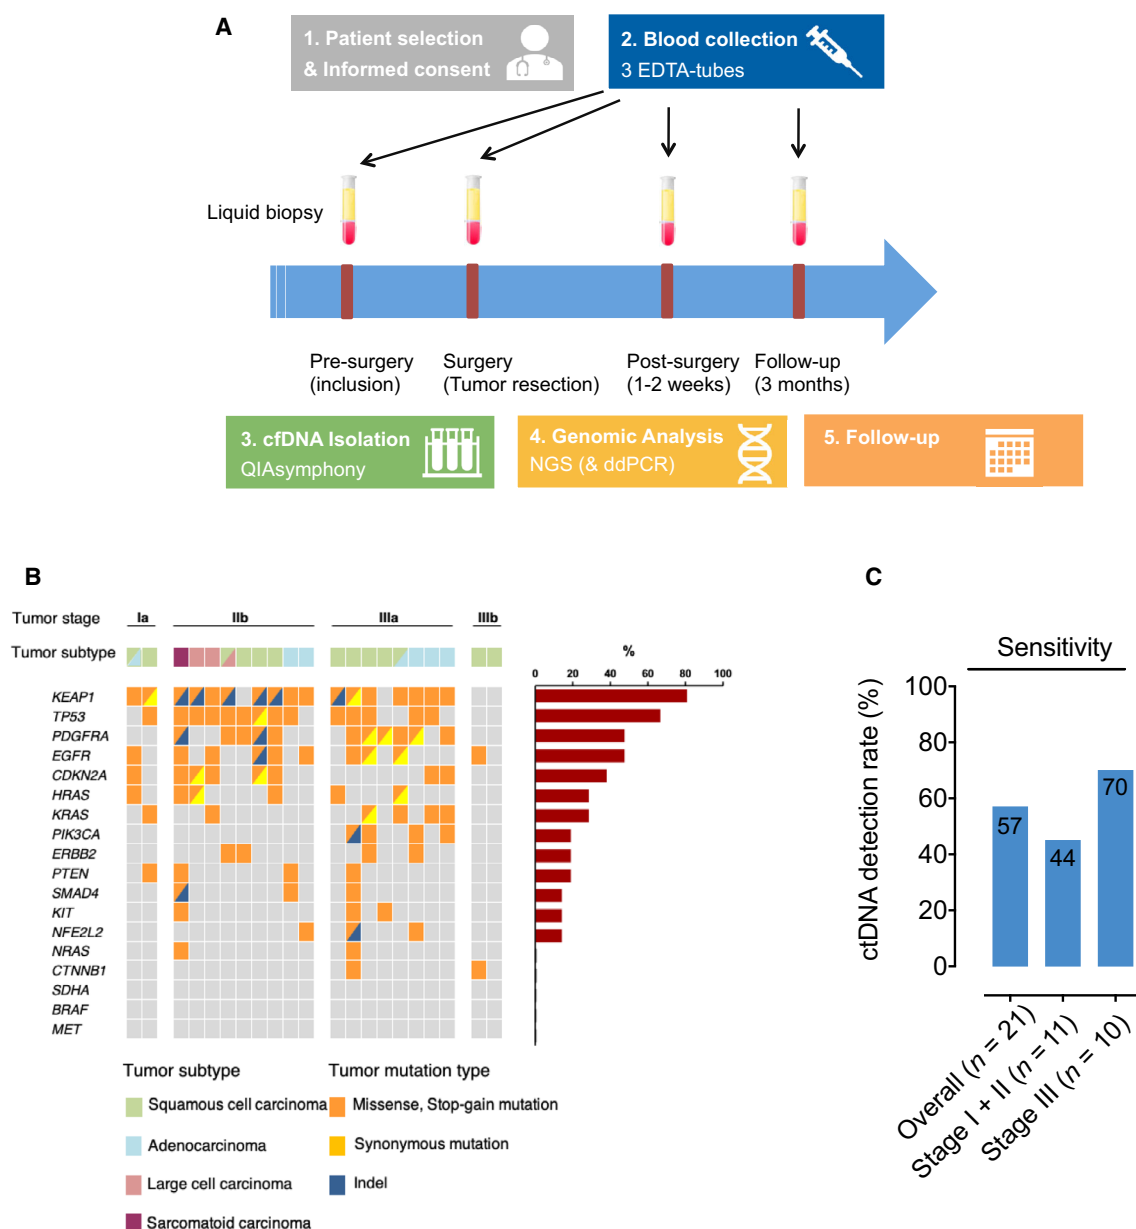 A
1. Patient selection
& Informed consent
2. Blood collection
3 EDTA-tubes
Liquid biopsy
Pre-surgery
(inclusion)
Surgery
(Tumor resection)
Post-surgery
(1-2 weeks)
Follow-up
(3 months)
3. cfDNA Isolation
QIAsymphony
4. Genomic Analysis
NGS (& ddPCR)
5. Follow-up
B
Tumor stage
Ia
IIb
IIIa
IIIb
Tumor subtype
%
0 20 40 60 80 100
KEAP1
TP53
PDGFRA
EGFR
CDKN2A
HRAS
KRAS
PIK3CA
ERBB2
PTEN
SMAD4
KIT
NFE2L2
NRAS
CTNNB1
SDHA
BRAF
MET
Tumor subtype
Squamous cell carcinoma
Adenocarcinoma
Large cell carcinoma
Sarcomatoid carcinoma
Tumor mutation type
Missense, Stop-gain mutation
Synonymous mutation
Indel
C
Sensitivity
ctDNA detection rate (%)
100
80
60
40
20
0
57
44
70
Overall (n = 21)
Stage I + II (n = 11)
Stage III (n = 10)